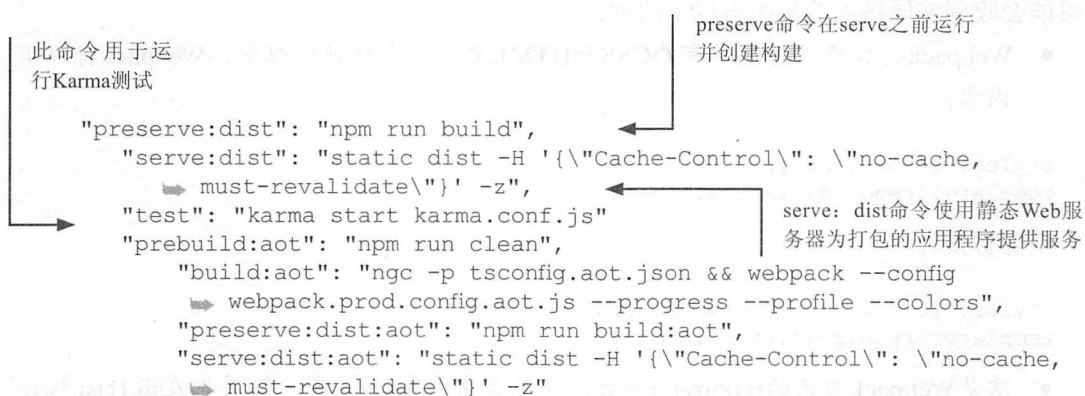 preserve命令在serve之前运行
并创建构建
此命令用于运
行Karma测试
"preserve:dist": "npm run build",
"serve:dist": "static dist -H '{\"Cache-Control\": \"no-cache,
must-revalidate\"}' -z",
"test": "karma start karma.conf.js"
serve：dist命令使用静态Web服
务器为打包的应用程序提供服务
"prebuild:aot": "npm run clean",
"build:aot": "ngc -p tsconfig.aot.json && webpack --config
webpack.prod.config.aot.js --progress --profile --colors",
"preserve:dist:aot": "npm run build:aot",
"serve:dist:aot": "static dist -H '{\"Cache-Control\": \"no-cache,
must-revalidate\"}' -z"